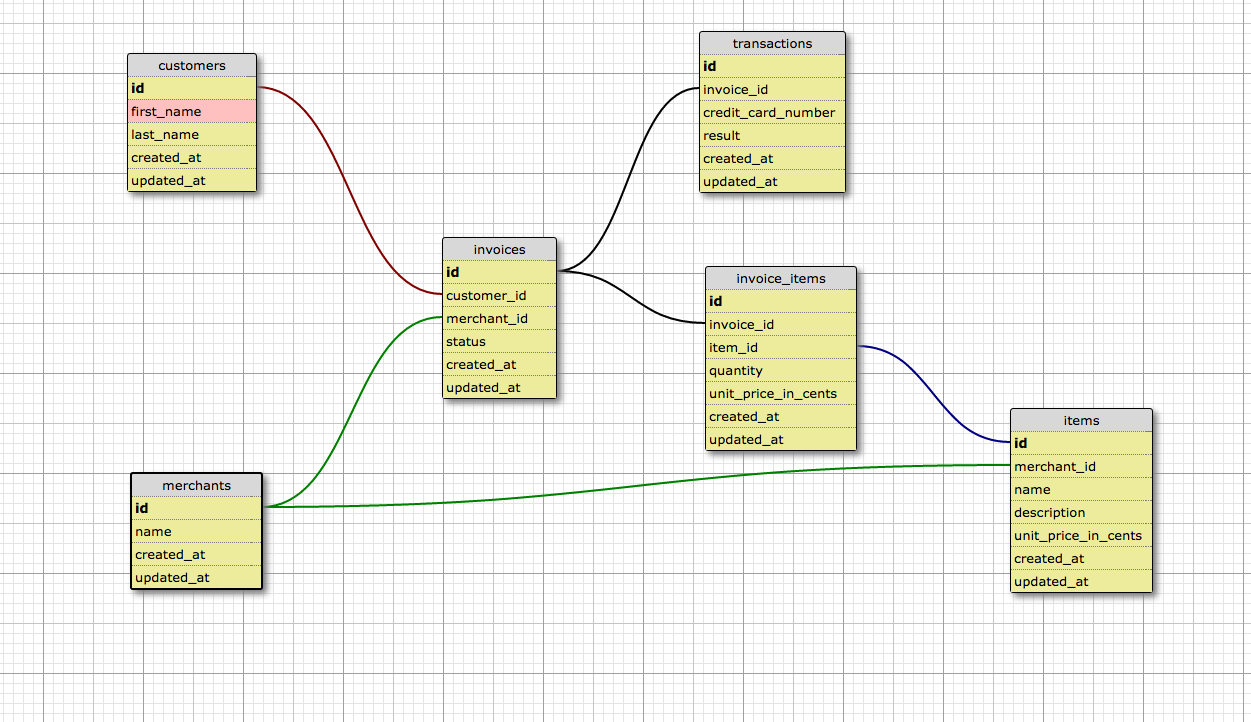 customers
id
first_name
last_name
created_at
updated_at
transactions
id
invoice_id
credit_card_number
result
created_at
updated_at
invoices
id
customer_id
merchant_id
status
created_at
updated_at
invoice_items
id
invoice_id
item_id
quantity
unit_price_in_cents
created_at
updated_at
items
id
merchant_id
name
description
unit_price_in_cents
created_at
updated_at
merchants
id
name
created_at
updated_at